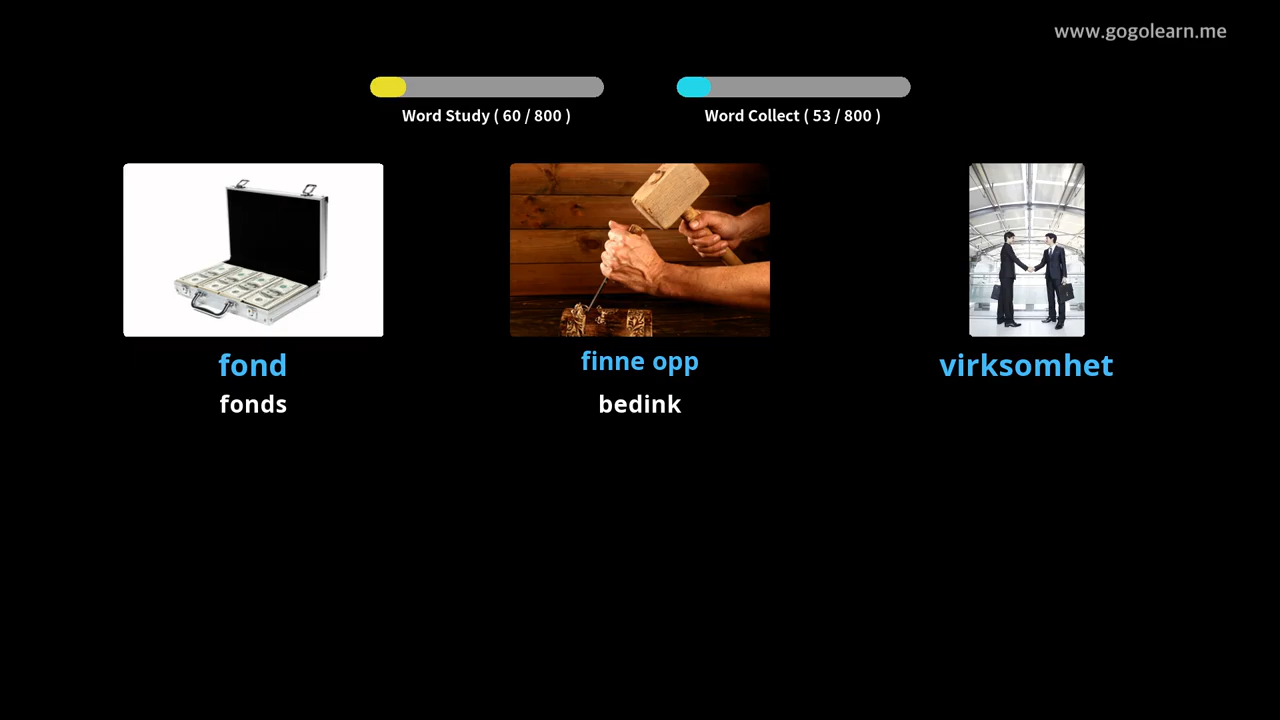 www.gogolearn.me
Word Study ( 60 / 800 )
Word Collect ( 53 / 800 )
fond
finne opp
virksomhet
fonds
bedink